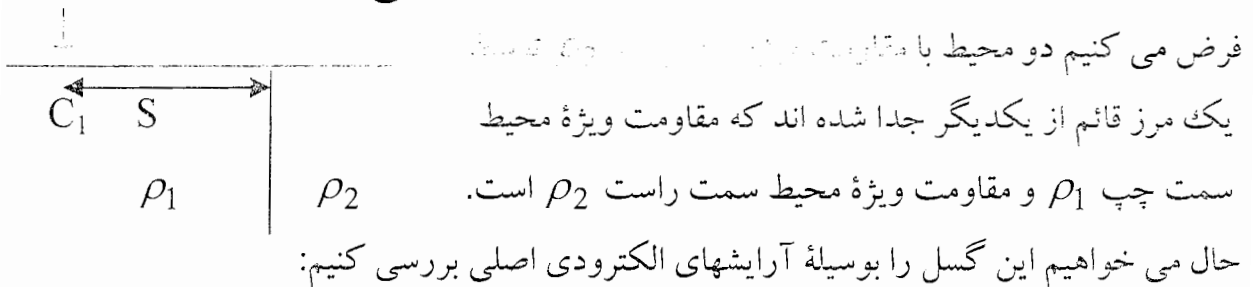 فرض می کنیم دو محیط با مقاومت
یک مرز قائم از یکدیگر جدا شده اند که مقاومت ویژهٔ محیط
سمت چپ ρ1 و مقاومت ویژهٔ محیط سمت راست ρ2 است.
حال می خواهیم این گسل را بوسیلهٔ آرایشهای الکترودی اصلی بررسی کنیم:
C1 S
ρ1 ρ2